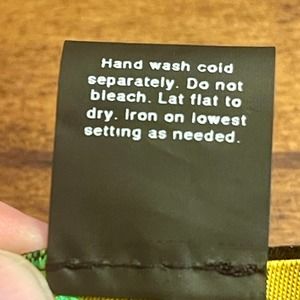 Hand wash cold
separately. Do not
bleach. Lat flat to
dry. Iron on lowest
setting as needed.